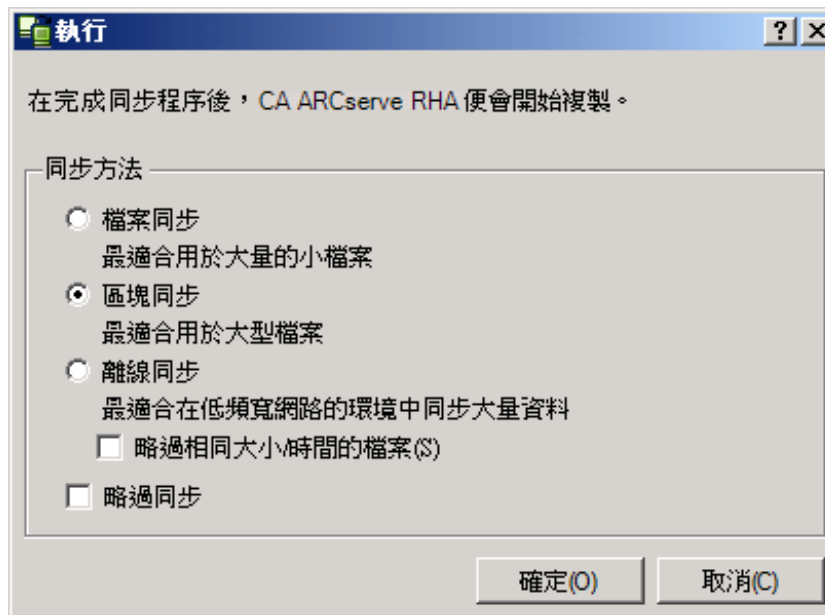 執行
在完成同步程序後，CA ARCserve RHA 便會開始複製。
同步方法
檔案同步
最適合用於大量的小檔案
區塊同步
最適合用於大型檔案
離線同步
最適合在低頻寬網路的環境中同步大量資料
略過相同大小/時間的檔案(S)
略過同步
確定(O) 取消(C)